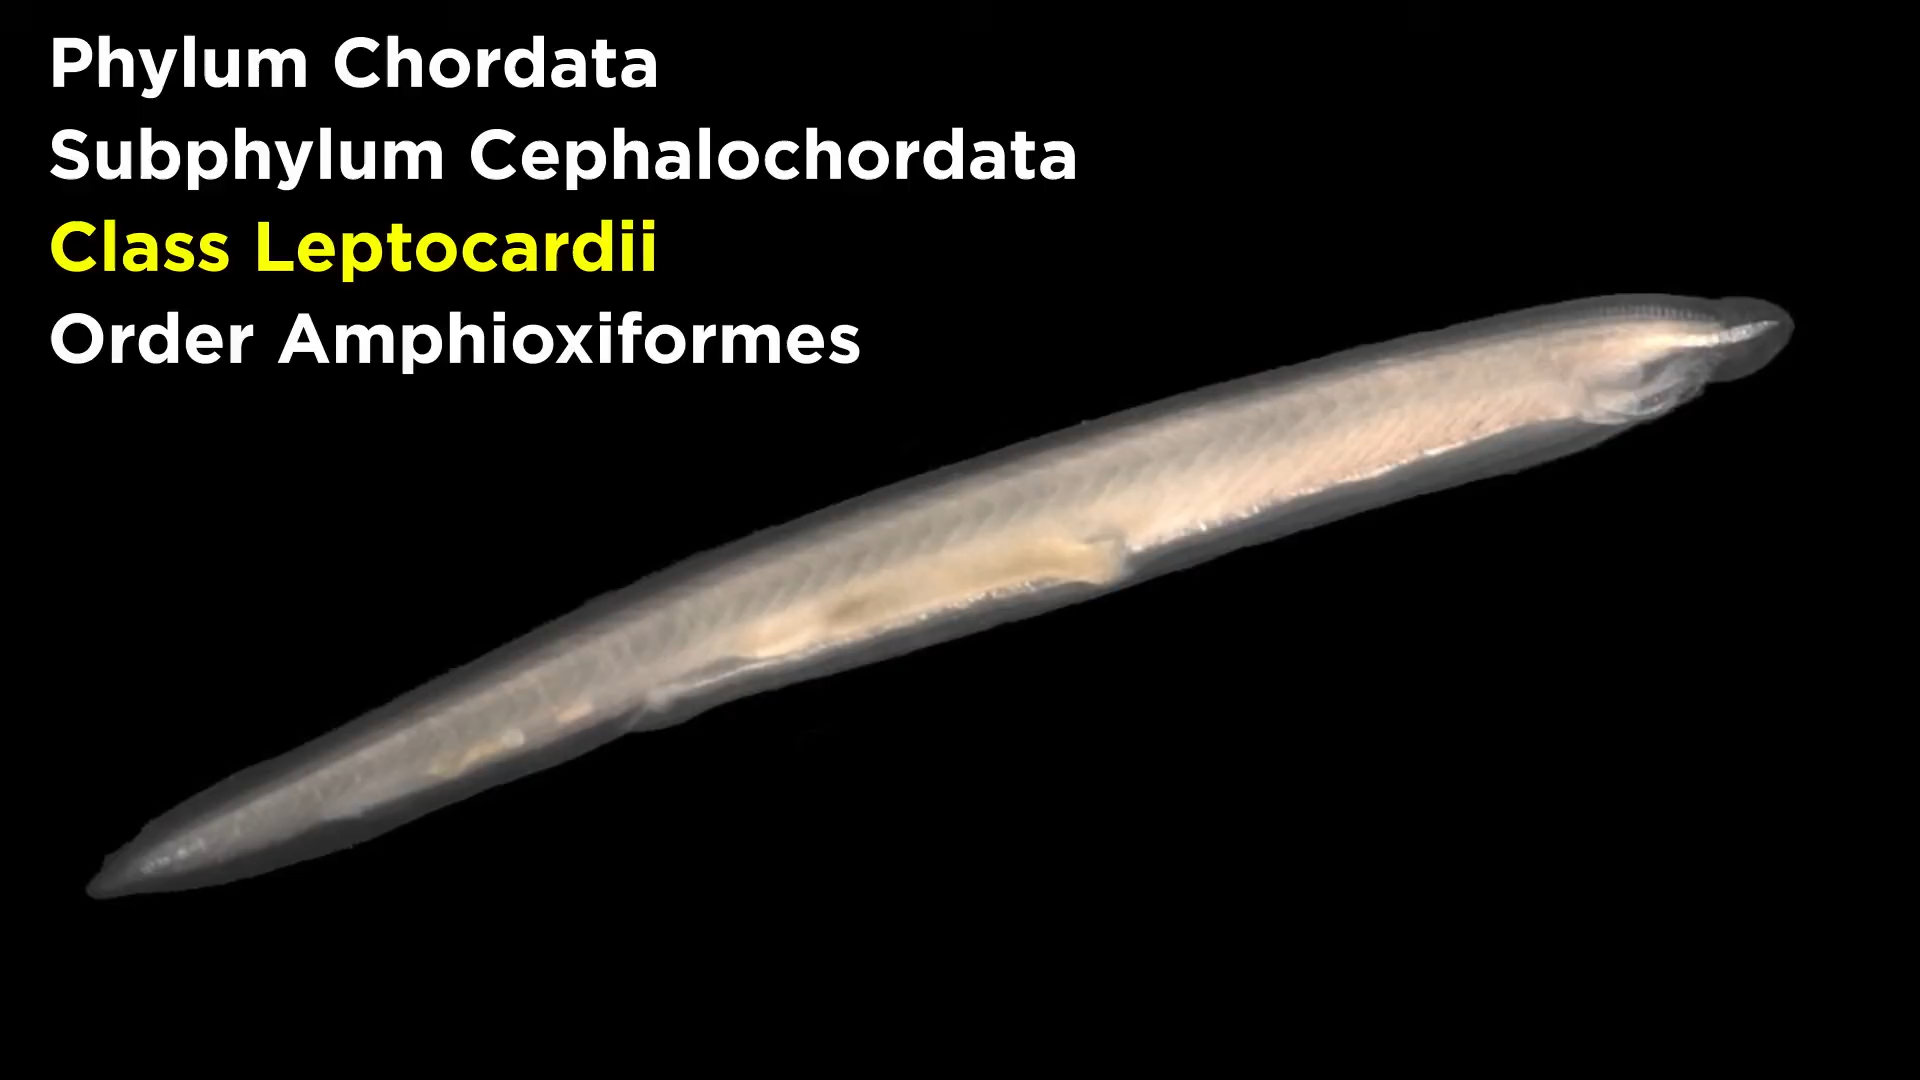 Phylum Chordata
Subphylum Cephalochordata
Class Leptocardii
Order Amphioxiformes